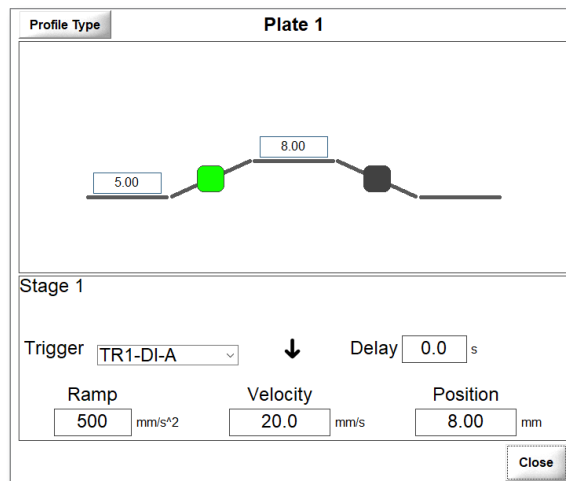 Profile Type
Plate 1
8.00
5.00
Stage 1
Trigger TR1-DI-A Delay 0.0 s
Ramp Velocity Position
500 mm/s^2 20.0 mm/s 8.00 mm
Close